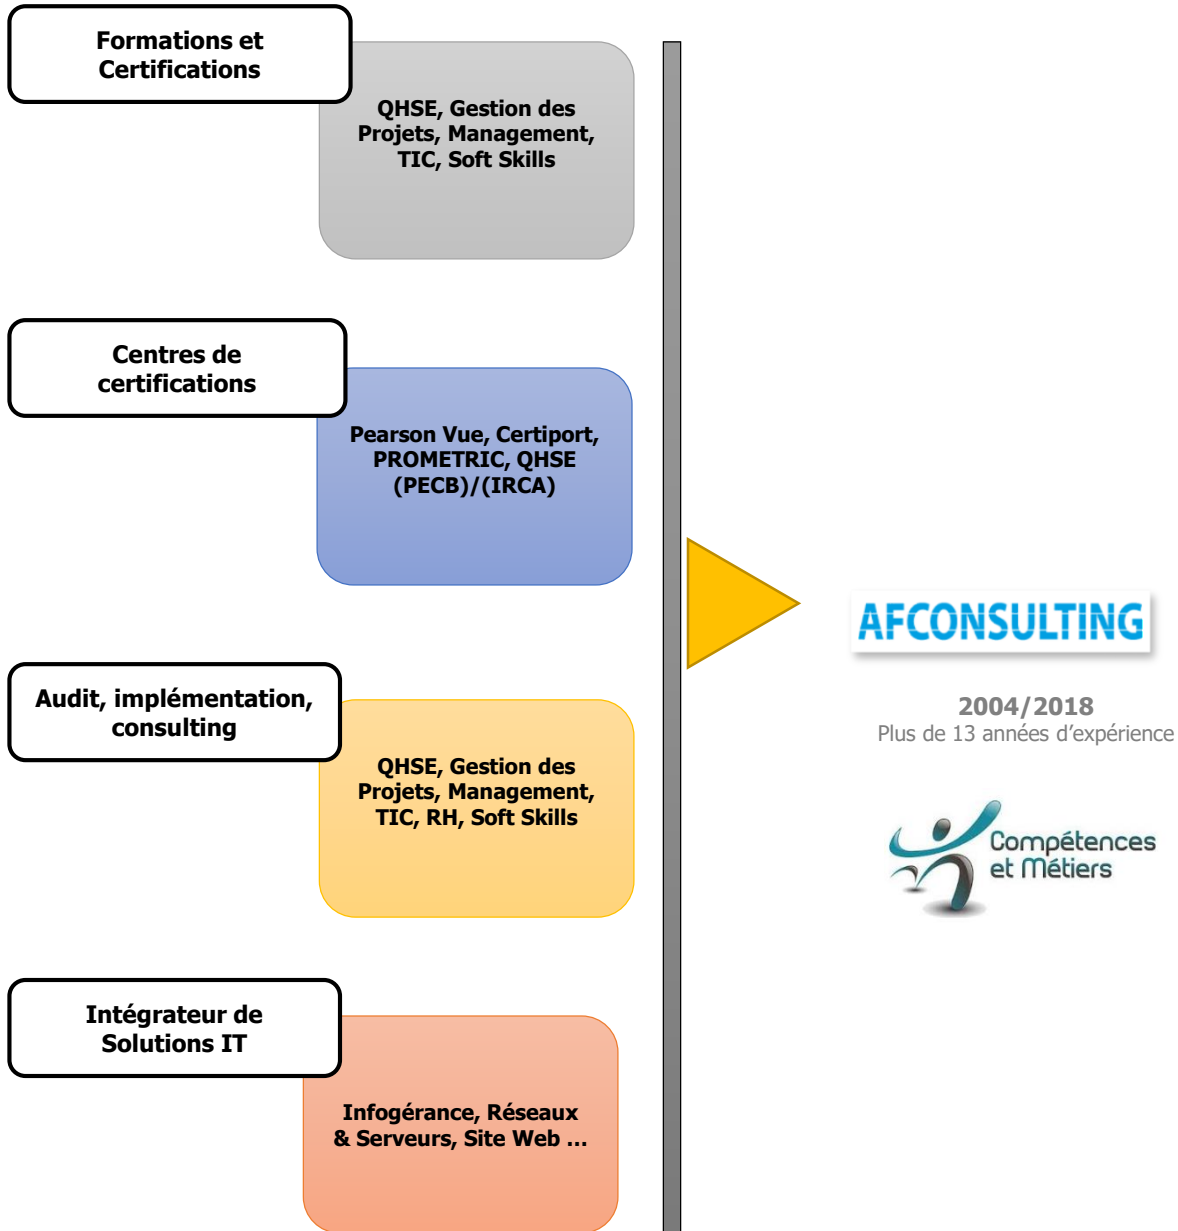 Formations et
Certifications
QHSE, Gestion des
Projets, Management,
TIC, Soft Skills
Centres de
certifications
Pearson Vue, Certiport,
PROMETRIC, QHSE
(PECB)/(IRCA)
AFCONSULTING
2004/2018
Plus de 13 années d’expérience
Audit, implémentation,
consulting
QHSE, Gestion des
Projets, Management,
TIC, RH, Soft Skills
Compétences
et Métiers
Intégrateur de
Solutions IT
Infogérance, Réseaux
& Serveurs, Site Web ...